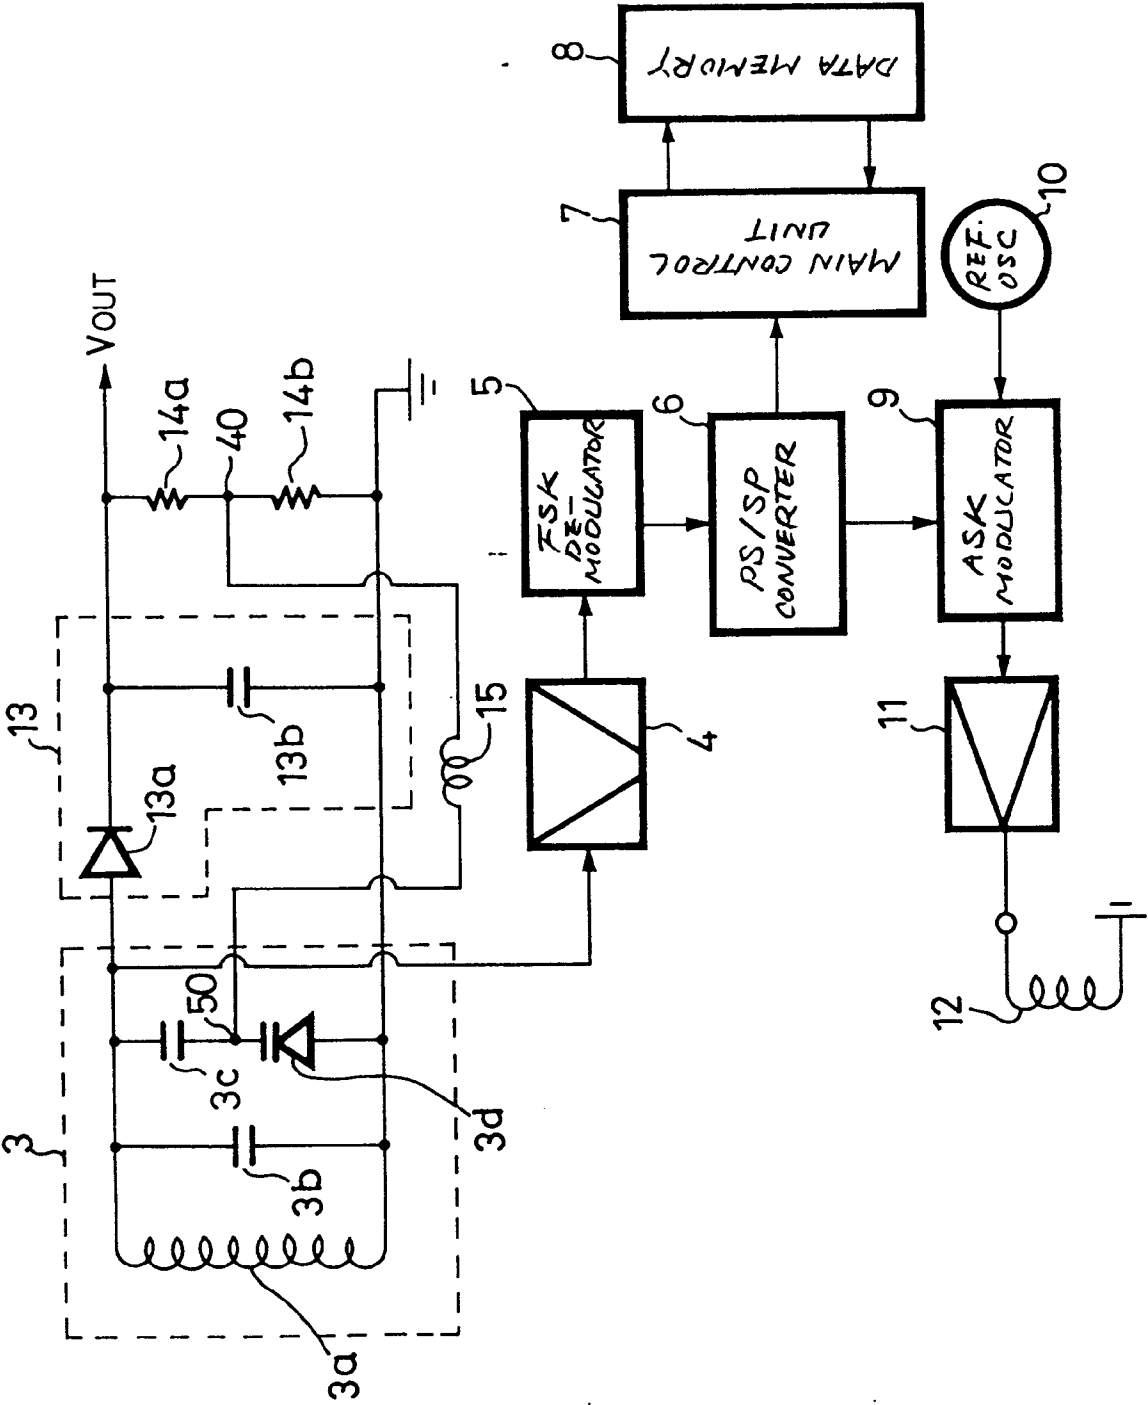 3
3a
3b
3c
50
3d
13
13a
13b
15
VOUT
14a
40
14b
4
5
FSK
DE-
MODULATOR
6
PS/SP
CONVERTER
7
MAIN CONTROL
UNIT
8
DATA MEMORY
9
ASK
MODULATOR
10
REF.
OSC
11
12